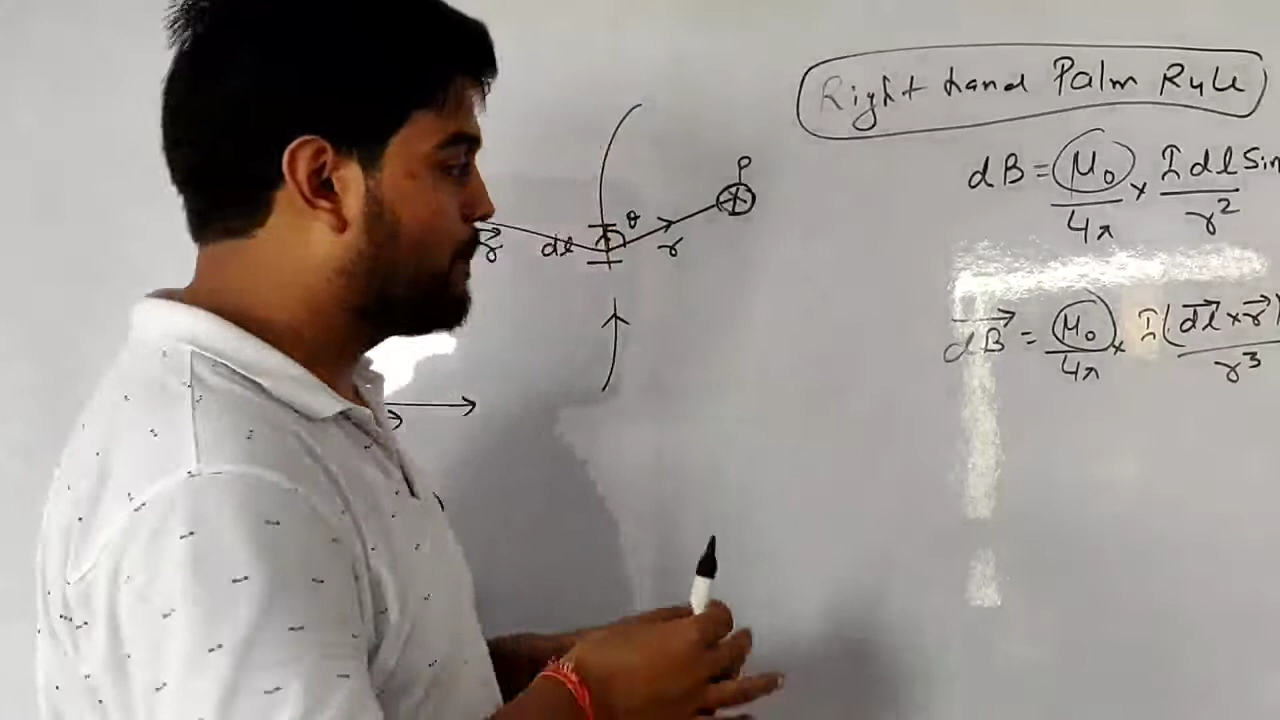 Right hand Palm Rule
dB = μ₀/4π × I dl Sin/r²
P
θ
r⃗
dl
r
dB⃗ = μ₀/4π × I(dl⃗ × r⃗)/r³